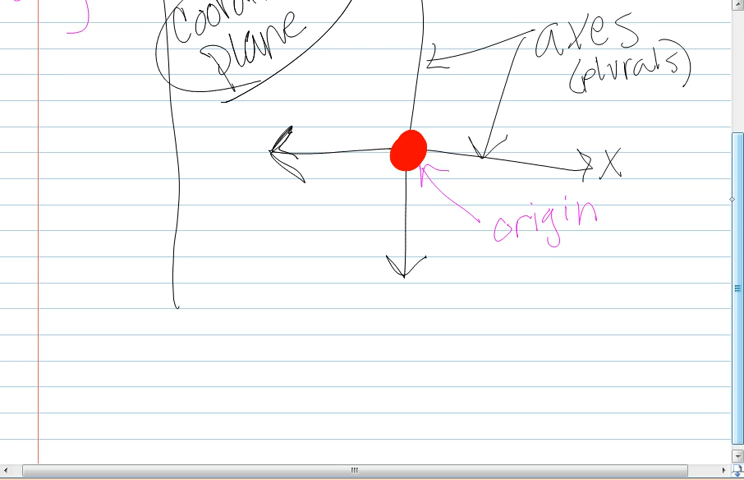 plane
axes
(plurals)
X
origin